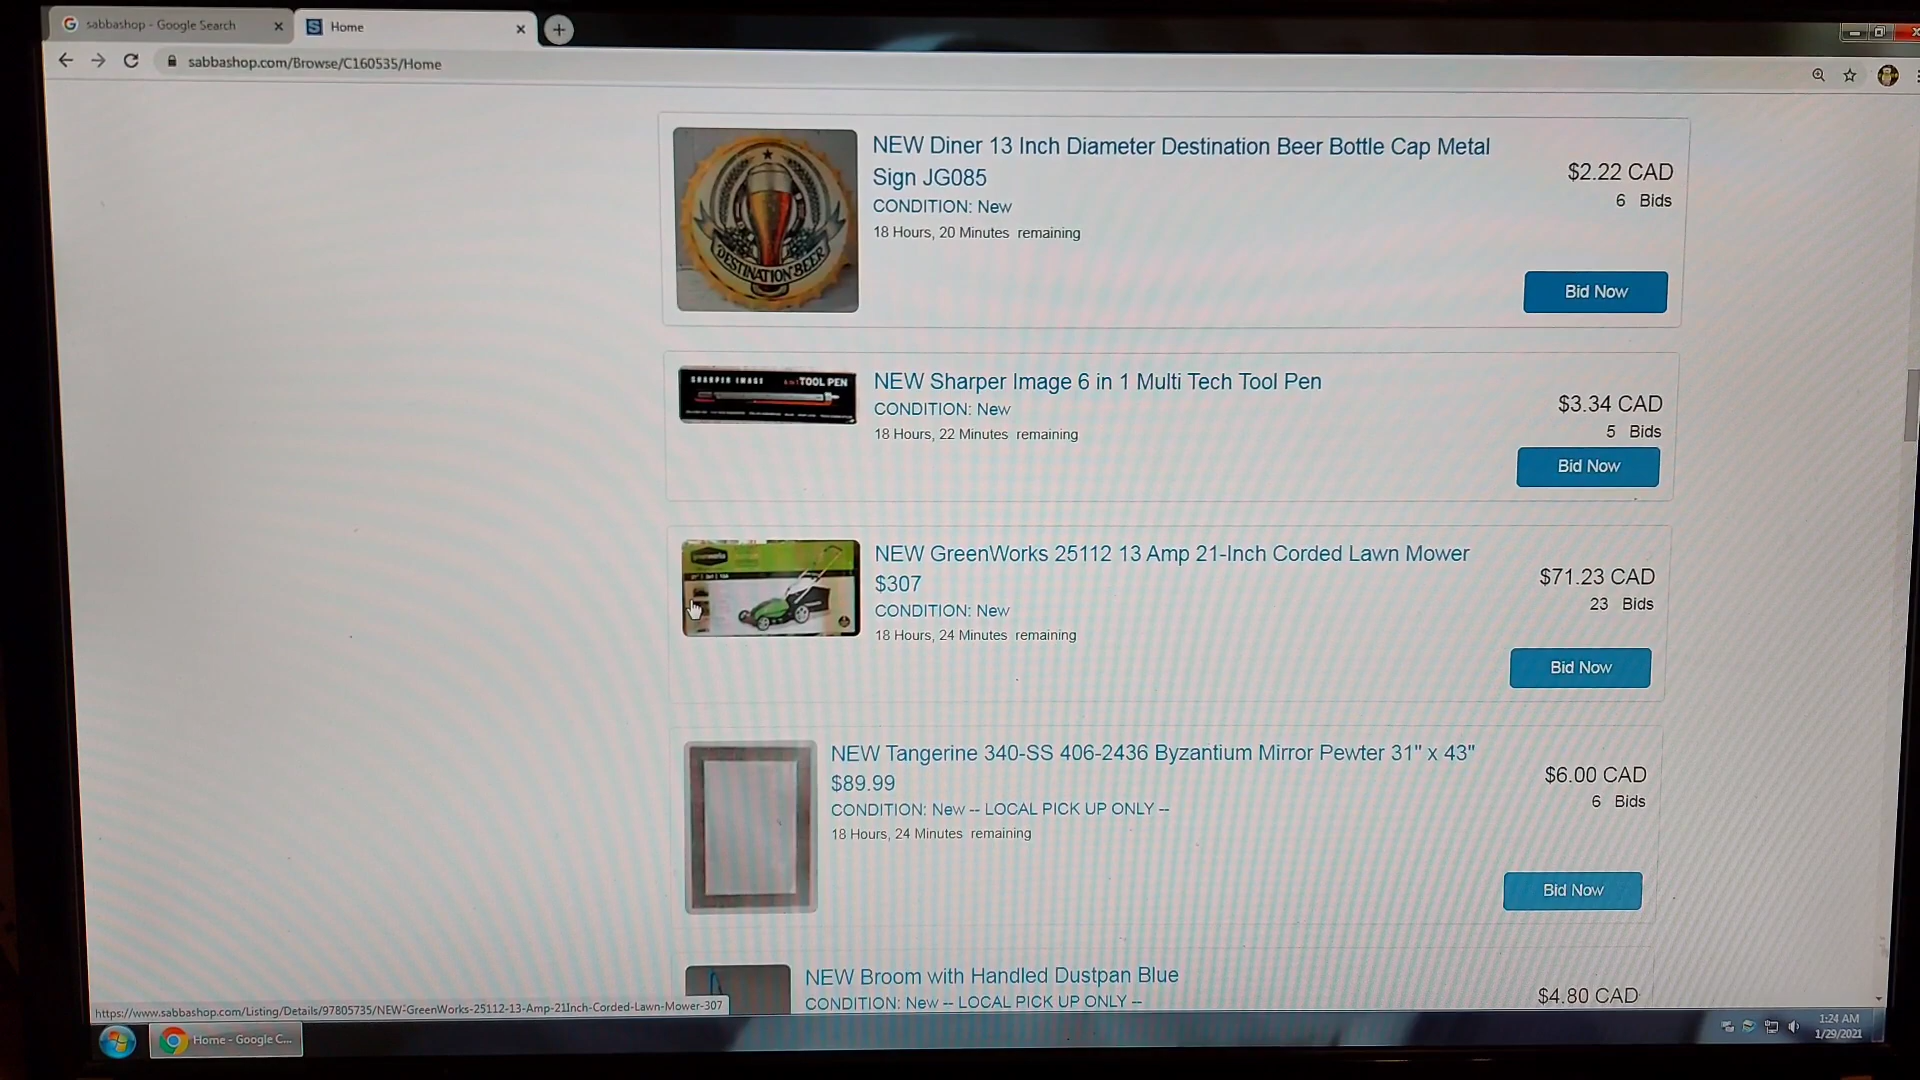 sabbashop - Google Search
Home
sabbashop.com/Browse/C160535/Home
NEW Diner 13 Inch Diameter Destination Beer Bottle Cap Metal
Sign JG085
CONDITION: New
18 Hours, 20 Minutes remaining
$2.22 CAD
6 Bids
Bid Now
DESTINATION BEER
SHARPER IMAGE 6 in 1 TOOL PEN
NEW Sharper Image 6 in 1 Multi Tech Tool Pen
CONDITION: New
18 Hours, 22 Minutes remaining
$3.34 CAD
5 Bids
Bid Now
greenworks
NEW GreenWorks 25112 13 Amp 21-Inch Corded Lawn Mower
$307
CONDITION: New
18 Hours, 24 Minutes remaining
$71.23 CAD
23 Bids
Bid Now
NEW Tangerine 340-SS 406-2436 Byzantium Mirror Pewter 31" x 43"
$89.99
CONDITION: New -- LOCAL PICK UP ONLY --
18 Hours, 24 Minutes remaining
$6.00 CAD
6 Bids
Bid Now
NEW Broom with Handled Dustpan Blue
CONDITION: New -- LOCAL PICK UP ONLY --
$4.80 CAD
https://www.sabbashop.com/Listing/Details/97805735/NEW-GreenWorks-25112-13-Amp-21Inch-Corded-Lawn-Mower-307
Home - Google C...
1:24 AM
1/29/2021